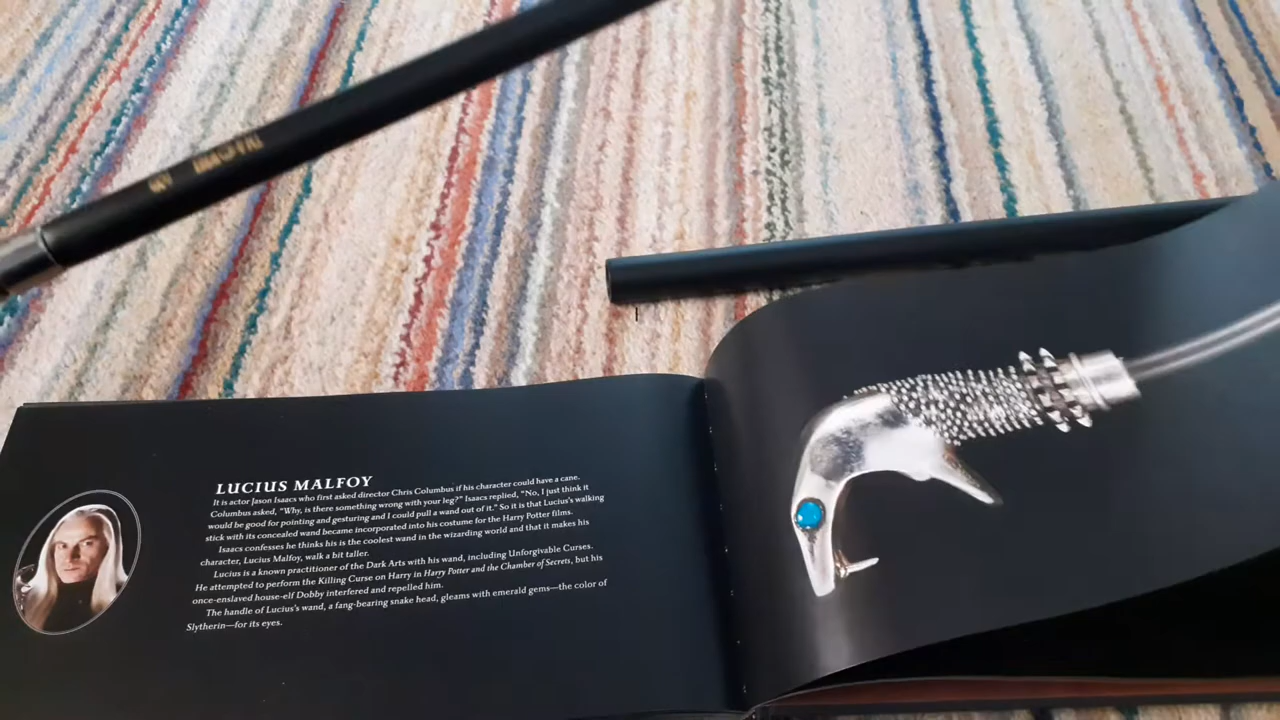 LUCIUS MALFOY
It is actor Jason Isaacs who first asked director Chris Columbus if his character could have a cane.
Columbus asked, “Why, is there something wrong with your leg?” Isaacs replied, “No, I just think it
would be good for pointing and gesturing and I could pull a wand out of it.” So it is that Lucius’s walking
stick with its concealed wand became incorporated into his costume for the Harry Potter films.
Isaacs confesses he thinks his is the coolest wand in the wizarding world and that it makes his
character, Lucius Malfoy, walk a bit taller.
Lucius is a known practitioner of the Dark Arts with his wand, including Unforgivable Curses.
He attempted to perform the Killing Curse on Harry in Harry Potter and the Chamber of Secrets, but his
once-enslaved house-elf Dobby interfered and repelled him.
The handle of Lucius’s wand, a fang-bearing snake head, gleams with emerald gems—the color of
Slytherin—for its eyes.